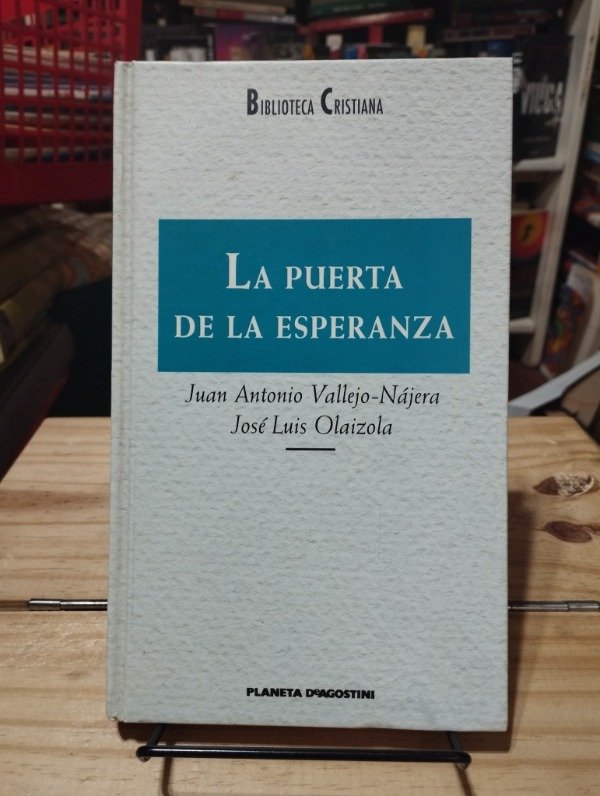 BIBLIOTECA CRISTIANA
LA PUERTA
DE LA ESPERANZA
Juan Antonio Vallejo-Nájera
José Luis Olaizola
PLANETA DeAGOSTINI